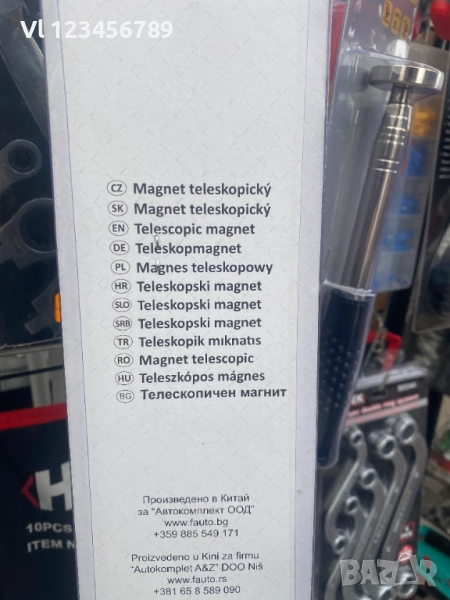 Vl 123456789
CZ Magnet teleskopický
SK Magnet teleskopický
EN Telescopic magnet
DE Teleskopmagnet
PL Magnes teleskopowy
HR Teleskopski magnet
SLO Teleskopski magnet
SRB Teleskopski magnet
TR Teleskopik mıknatıs
RO Magnet telescopic
HU Teleszkópos mágnes
BG Телескопичен магнит
Произведено в Китай
за "Автокомплект ООД"
www.fauto.bg
+359 885 549 171
Proizvedeno u Kini za firmu
"Autokomplet A&Z" DOO Niš
www.fauto.rs
+381 65 8 589 090
10PCS
ITEM N
bazar.bg